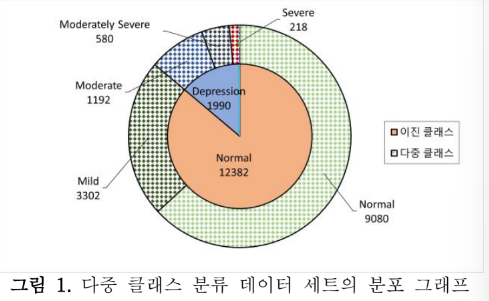 Severe
218
Moderately Severe
580
Moderate
1192
Depression
1990
Normal
12382
Mild
3302
Normal
9080
이진 클래스
다중 클래스
그림 1. 다중 클래스 분류 데이터 세트의 분포 그래프